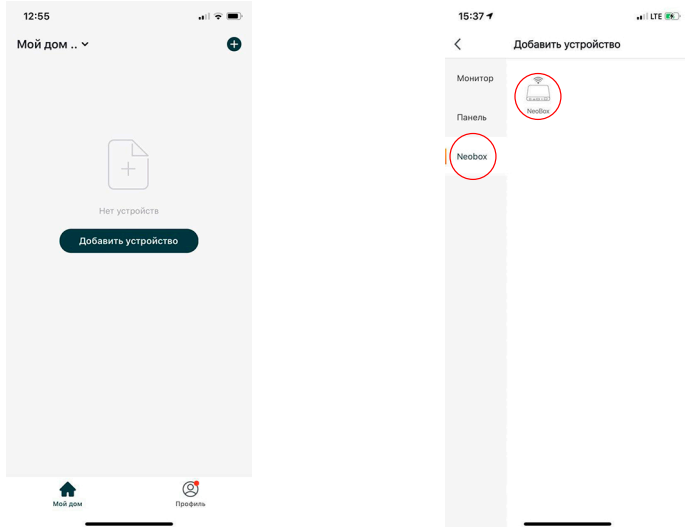 12:55
Мой дом ..
Нет устройств
Добавить устройство
Мой дом
Профиль
15:37
LTE
Добавить устройство
Монитор
Панель
Neobox
NeoBox